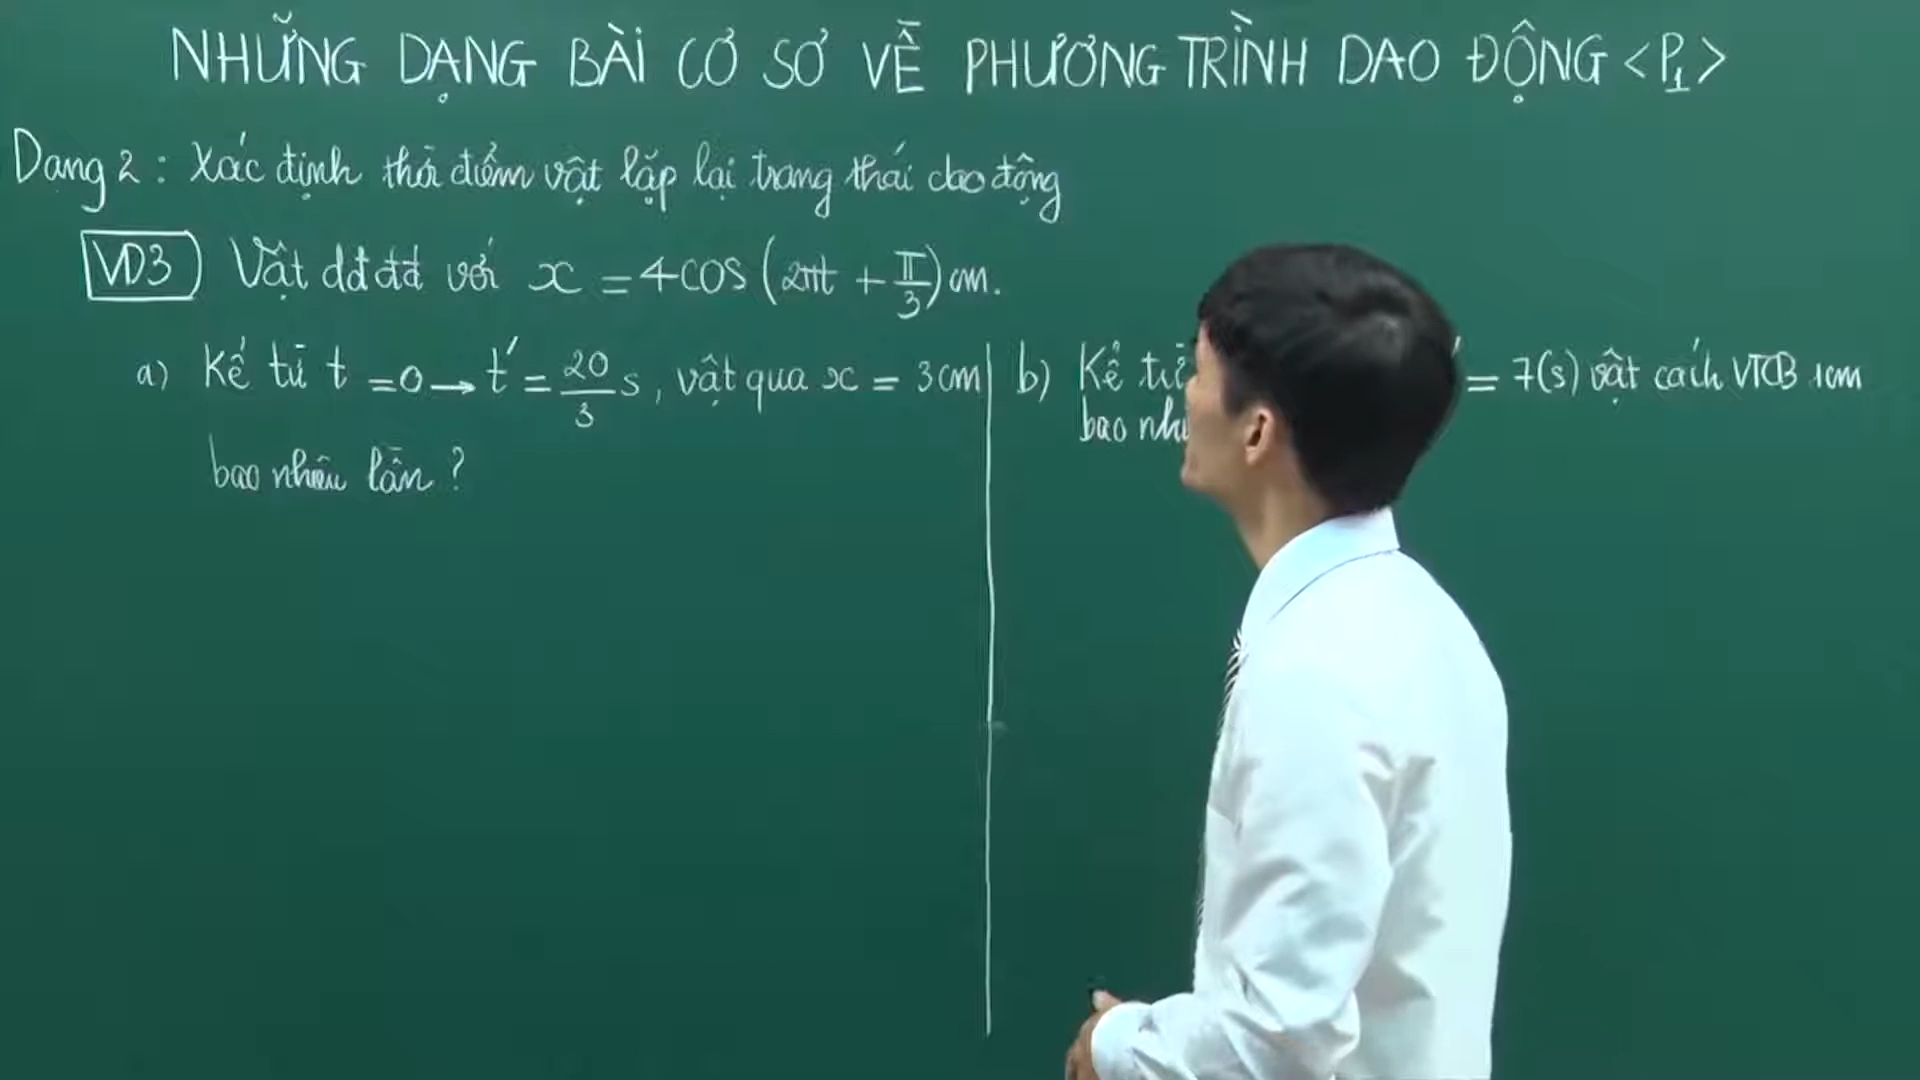 NHỮNG DẠNG BÀI CƠ SỞ VỀ PHƯƠNG TRÌNH DAO ĐỘNG <P1>
Dạng 2 : Xác định thời điểm vật lặp lại trạng thái dao động
VD3) Vật dđđđ với x = 4cos(2πt + π/3) cm.
a) Kể từ t = 0 → t' = 20/3 s, vật qua x = 3cm
bao nhiêu lần ?
b) Kể từ = 7(s) vật cách VTCB 1cm
bao